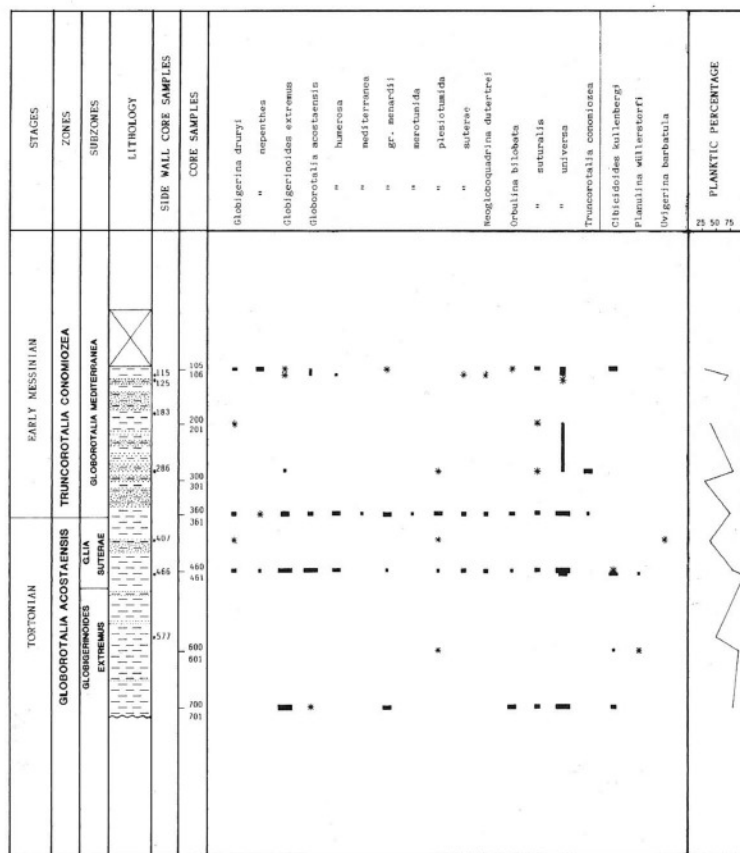 STAGES
ZONES
SUBZONES
LITHOLOGY
SIDE WALL CORE SAMPLES
CORE SAMPLES
Globigerina druryi
" nepenthes
Globigerinoides extremus
Globorotalia acostaensis
" humerosa
" mediterranea
" gr. menardii
" merotumida
" plesiotumida
" suterae
Neogloboquadrina dutertrei
Orbulina bilobata
" suturalis
" universa
Truncorotalia conomiozea
Cibicidoides kullenbergi
Planulina wüllerstorfi
Uvigerina barbatula
PLANKTIC PERCENTAGE
25 50 75
EARLY MESSINIAN
TRUNCOROTALIA CONOMIOZEA
GLOBOROTALIA MEDITERRANEA
TORTONIAN
GLOBOROTALIA ACOSTAENSIS
G.LIA
SUTERAE
GLOBIGERINOIDES
EXTREMUS
115
125
183
286
407
466
577
105
106
200
201
300
301
360
361
460
461
600
601
700
701